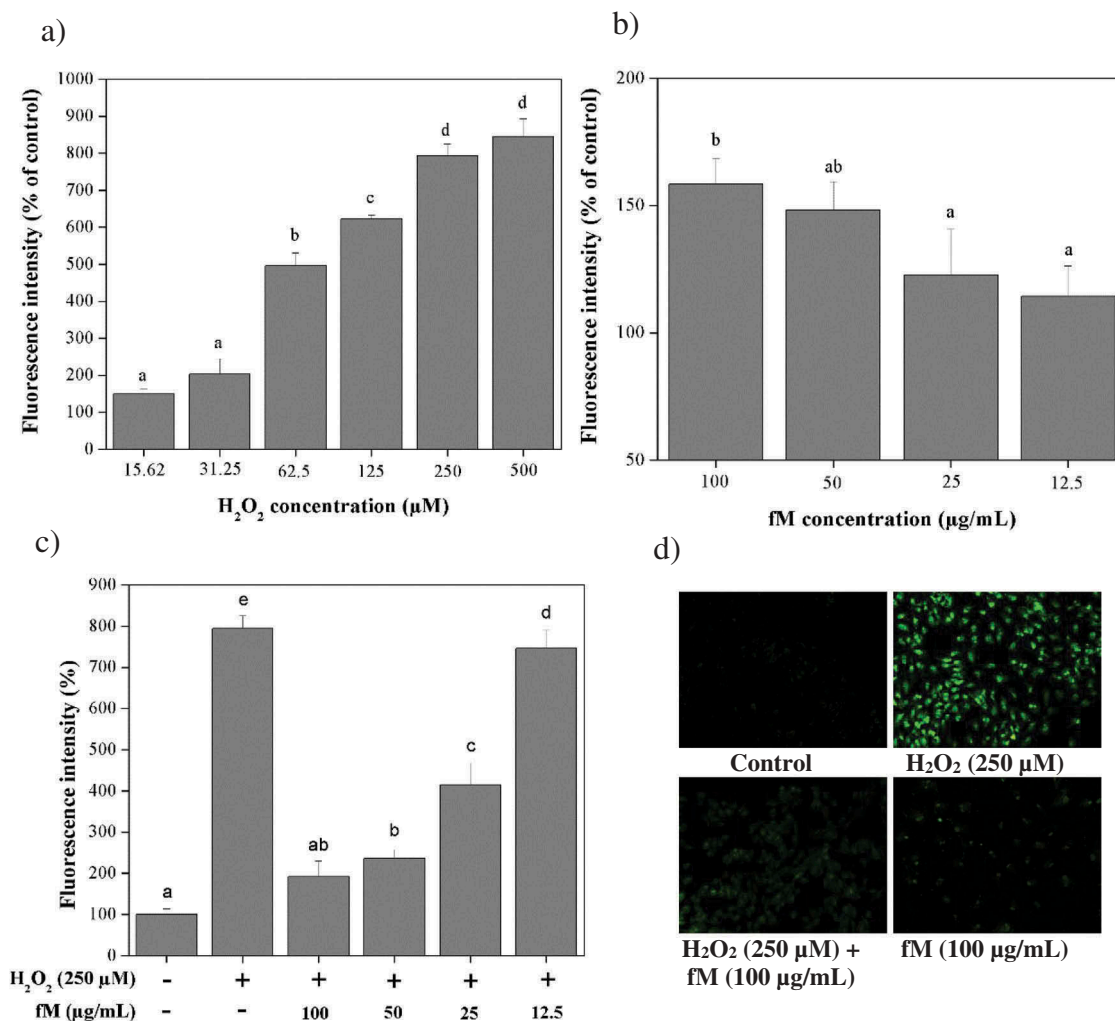 a)
Fluorescence intensity (% of control)
1000
900
800
700
600
500
400
300
200
100
0
a
a
b
c
d
d
15.62 31.25 62.5 125 250 500
H₂O₂ concentration (µM)
b)
Fluorescence intensity (% of control)
200
150
100
50
b
ab
a
a
100 50 25 12.5
fM concentration (µg/mL)
c)
Fluorescence intensity (%)
900
800
700
600
500
400
300
200
100
0
a
e
ab
b
c
d
H₂O₂ (250 µM) - + + + + +
fM (µg/mL) - - 100 50 25 12.5
d)
Control
H₂O₂ (250 µM)
H₂O₂ (250 µM) +
fM (100 µg/mL)
fM (100 µg/mL)